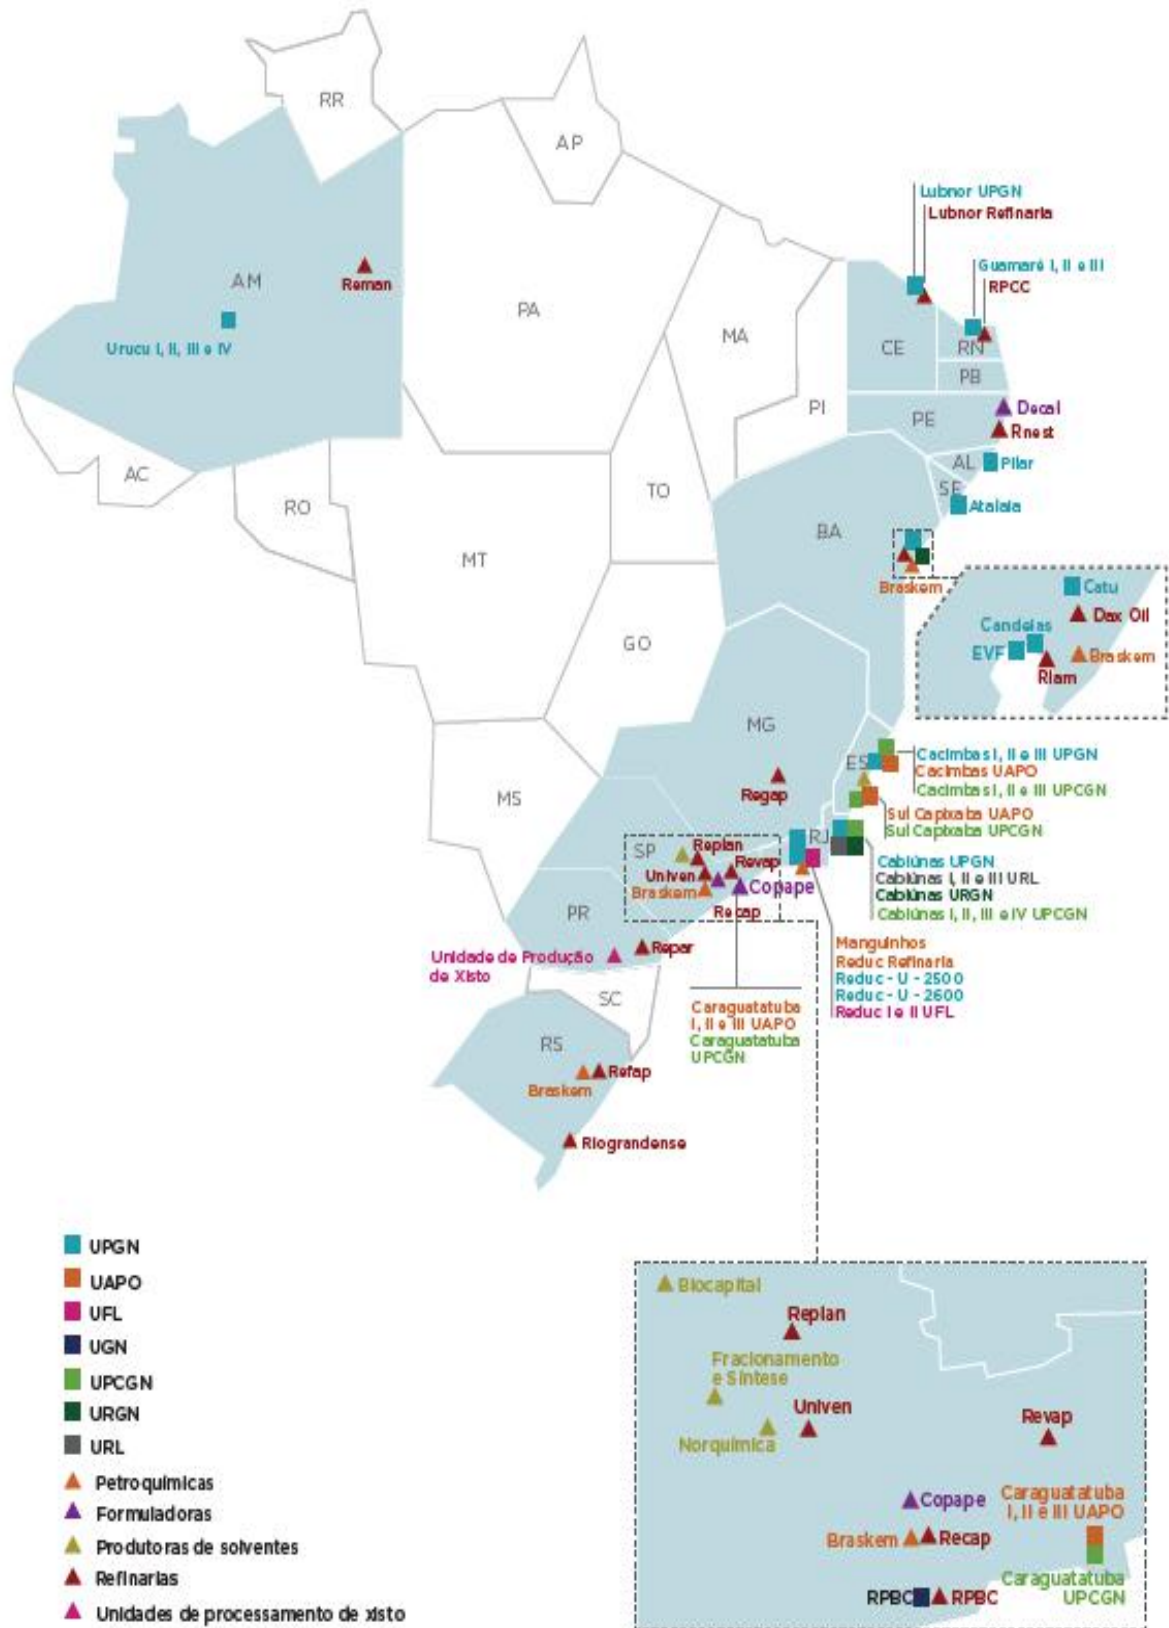 RR
AP
Lubnor UPGN
Lubnor Refinaria
Guamaré I, II e III
RPCC
AM
Reman
Urucu I, II, III e IV
PA
MA
CE
RN
PB
PI
PE
Decal
Rnest
AL
Pilar
SE
Atalaia
AC
RO
TO
BA
MT
Braskem
Catu
Dax Oil
Candeias
EVF
Braskem
Rlam
GO
MG
ES
Cacimbas I, II e III UPGN
Cacimbas UAPO
Cacimbas I, II e III UPCGN
MS
Regap
Sul Capixaba UAPO
Sul Capixaba UPCGN
RJ
SP
Replan
Revap
Univen
Braskem
Copape
Recap
Cabiúnas UPGN
Cabiúnas I, II e III URL
Cabiúnas URGN
Cabiúnas I, II, III e IV UPCGN
PR
Repar
Unidade de Produção
de Xisto
Manguinhos
Reduc Refinaria
Reduc - U - 2500
Reduc - U - 2600
Reduc I e II UFL
SC
Caraguatatuba
I, II e III UAPO
Caraguatatuba
UPCGN
RS
Refap
Braskem
Riograndense
UPGN
UAPO
UFL
UGN
UPCGN
URGN
URL
Petroquímicas
Formuladoras
Produtoras de solventes
Refinarias
Unidades de processamento de xisto
Biocapital
Replan
Fracionamento
e Síntese
Univen
Norquímica
Revap
Copape
Caraguatatuba
I, II e III UAPO
Braskem
Recap
Caraguatatuba
UPCGN
RPBC
RPBC